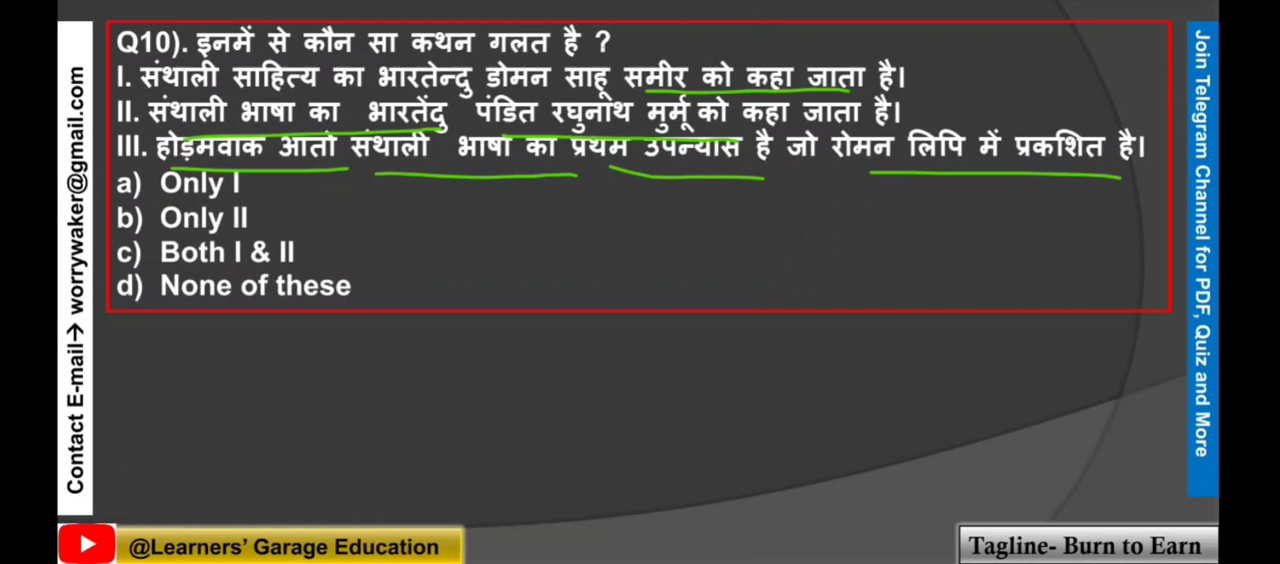 Q10). इनमें से कौन सा कथन गलत है ?
I. संथाली साहित्य का भारतेन्दु डोमन साहू समीर को कहा जाता है।
II. संथाली भाषा का भारतेंदु पंडित रघुनाथ मुर्मू को कहा जाता है।
III. होड़मवाक आतो संथाली भाषा का प्रथम उपन्यास है जो रोमन लिपि में प्रकशित है।
a) Only I
b) Only II
c) Both I & II
d) None of these
Contact E-mail→ worrywaker@gmail.com
Join Telegram Channel for PDF, Quiz and More
@Learners’ Garage Education
Tagline- Burn to Earn